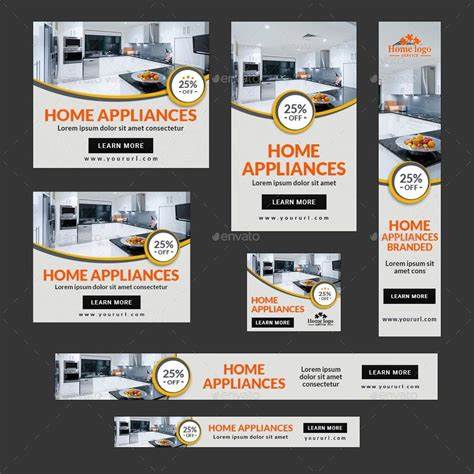 25%
OFF
HOME APPLIANCES
Lorem ipsum dolor sit amet consectetur
LEARN MORE
www.yoururl.com
25%
OFF
HOME
APPLIANCES
Lorem ipsum dolor
sit amet consectetur
LEARN MORE
www.yoururl.com
Home logo
SERVICE
25%
OFF
HOME
APPLIANCES
BRANDED
Lorem ipsum
dolor sit amet
consectetur
LEARN MORE
www.yoururl.com
25%
OFF
HOME APPLIANCES
Lorem ipsum dolor sit amet consectetur
LEARN MORE
www.yoururl.com
25%
OFF
HOME
APPLIANCES
LEARN MORE
Home logo
25%
OFF
HOME
APPLIANCES
Lorem ipsum dolor
sit amet consectetur
LEARN MORE
www.yoururl.com
25%
OFF
HOME APPLIANCES
Lorem ipsum dolor sit amet consectetur
LEARN MORE
www.yoururl.com
envato